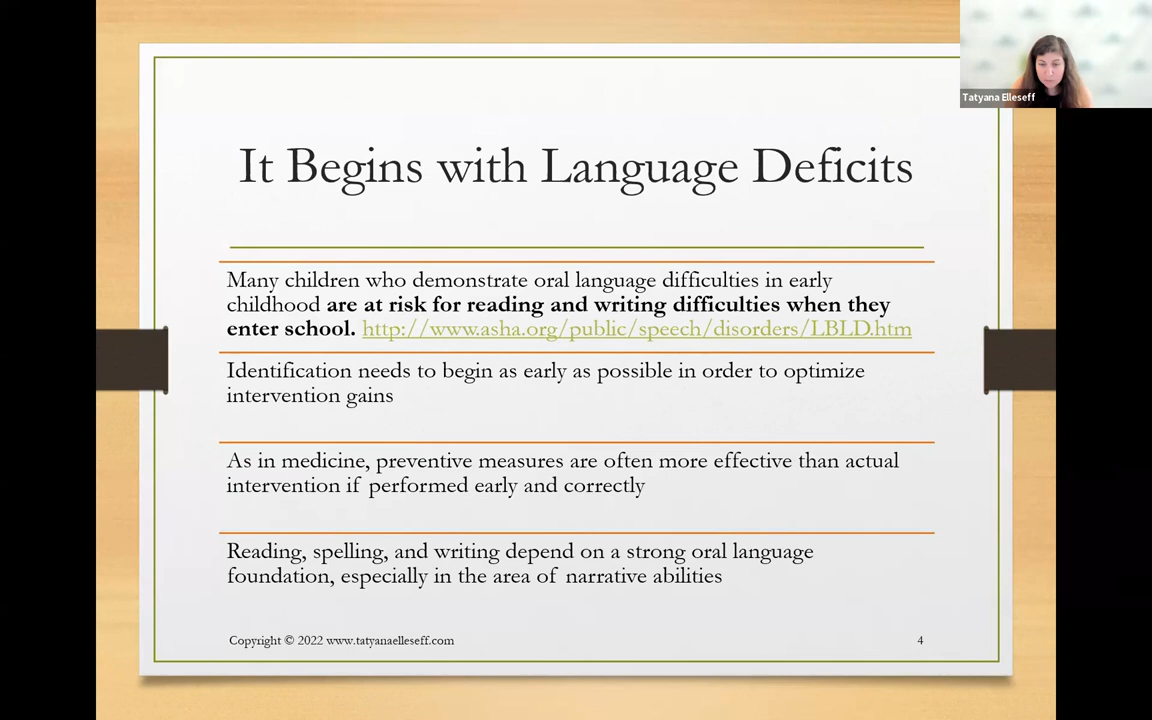 Tatyana Elleseff
It Begins with Language Deficits
Many children who demonstrate oral language difficulties in early
childhood are at risk for reading and writing difficulties when they
enter school. http://www.asha.org/public/speech/disorders/LBLD.htm
Identification needs to begin as early as possible in order to optimize
intervention gains
As in medicine, preventive measures are often more effective than actual
intervention if performed early and correctly
Reading, spelling, and writing depend on a strong oral language
foundation, especially in the area of narrative abilities
Copyright © 2022 www.tatyanaelleseff.com
4